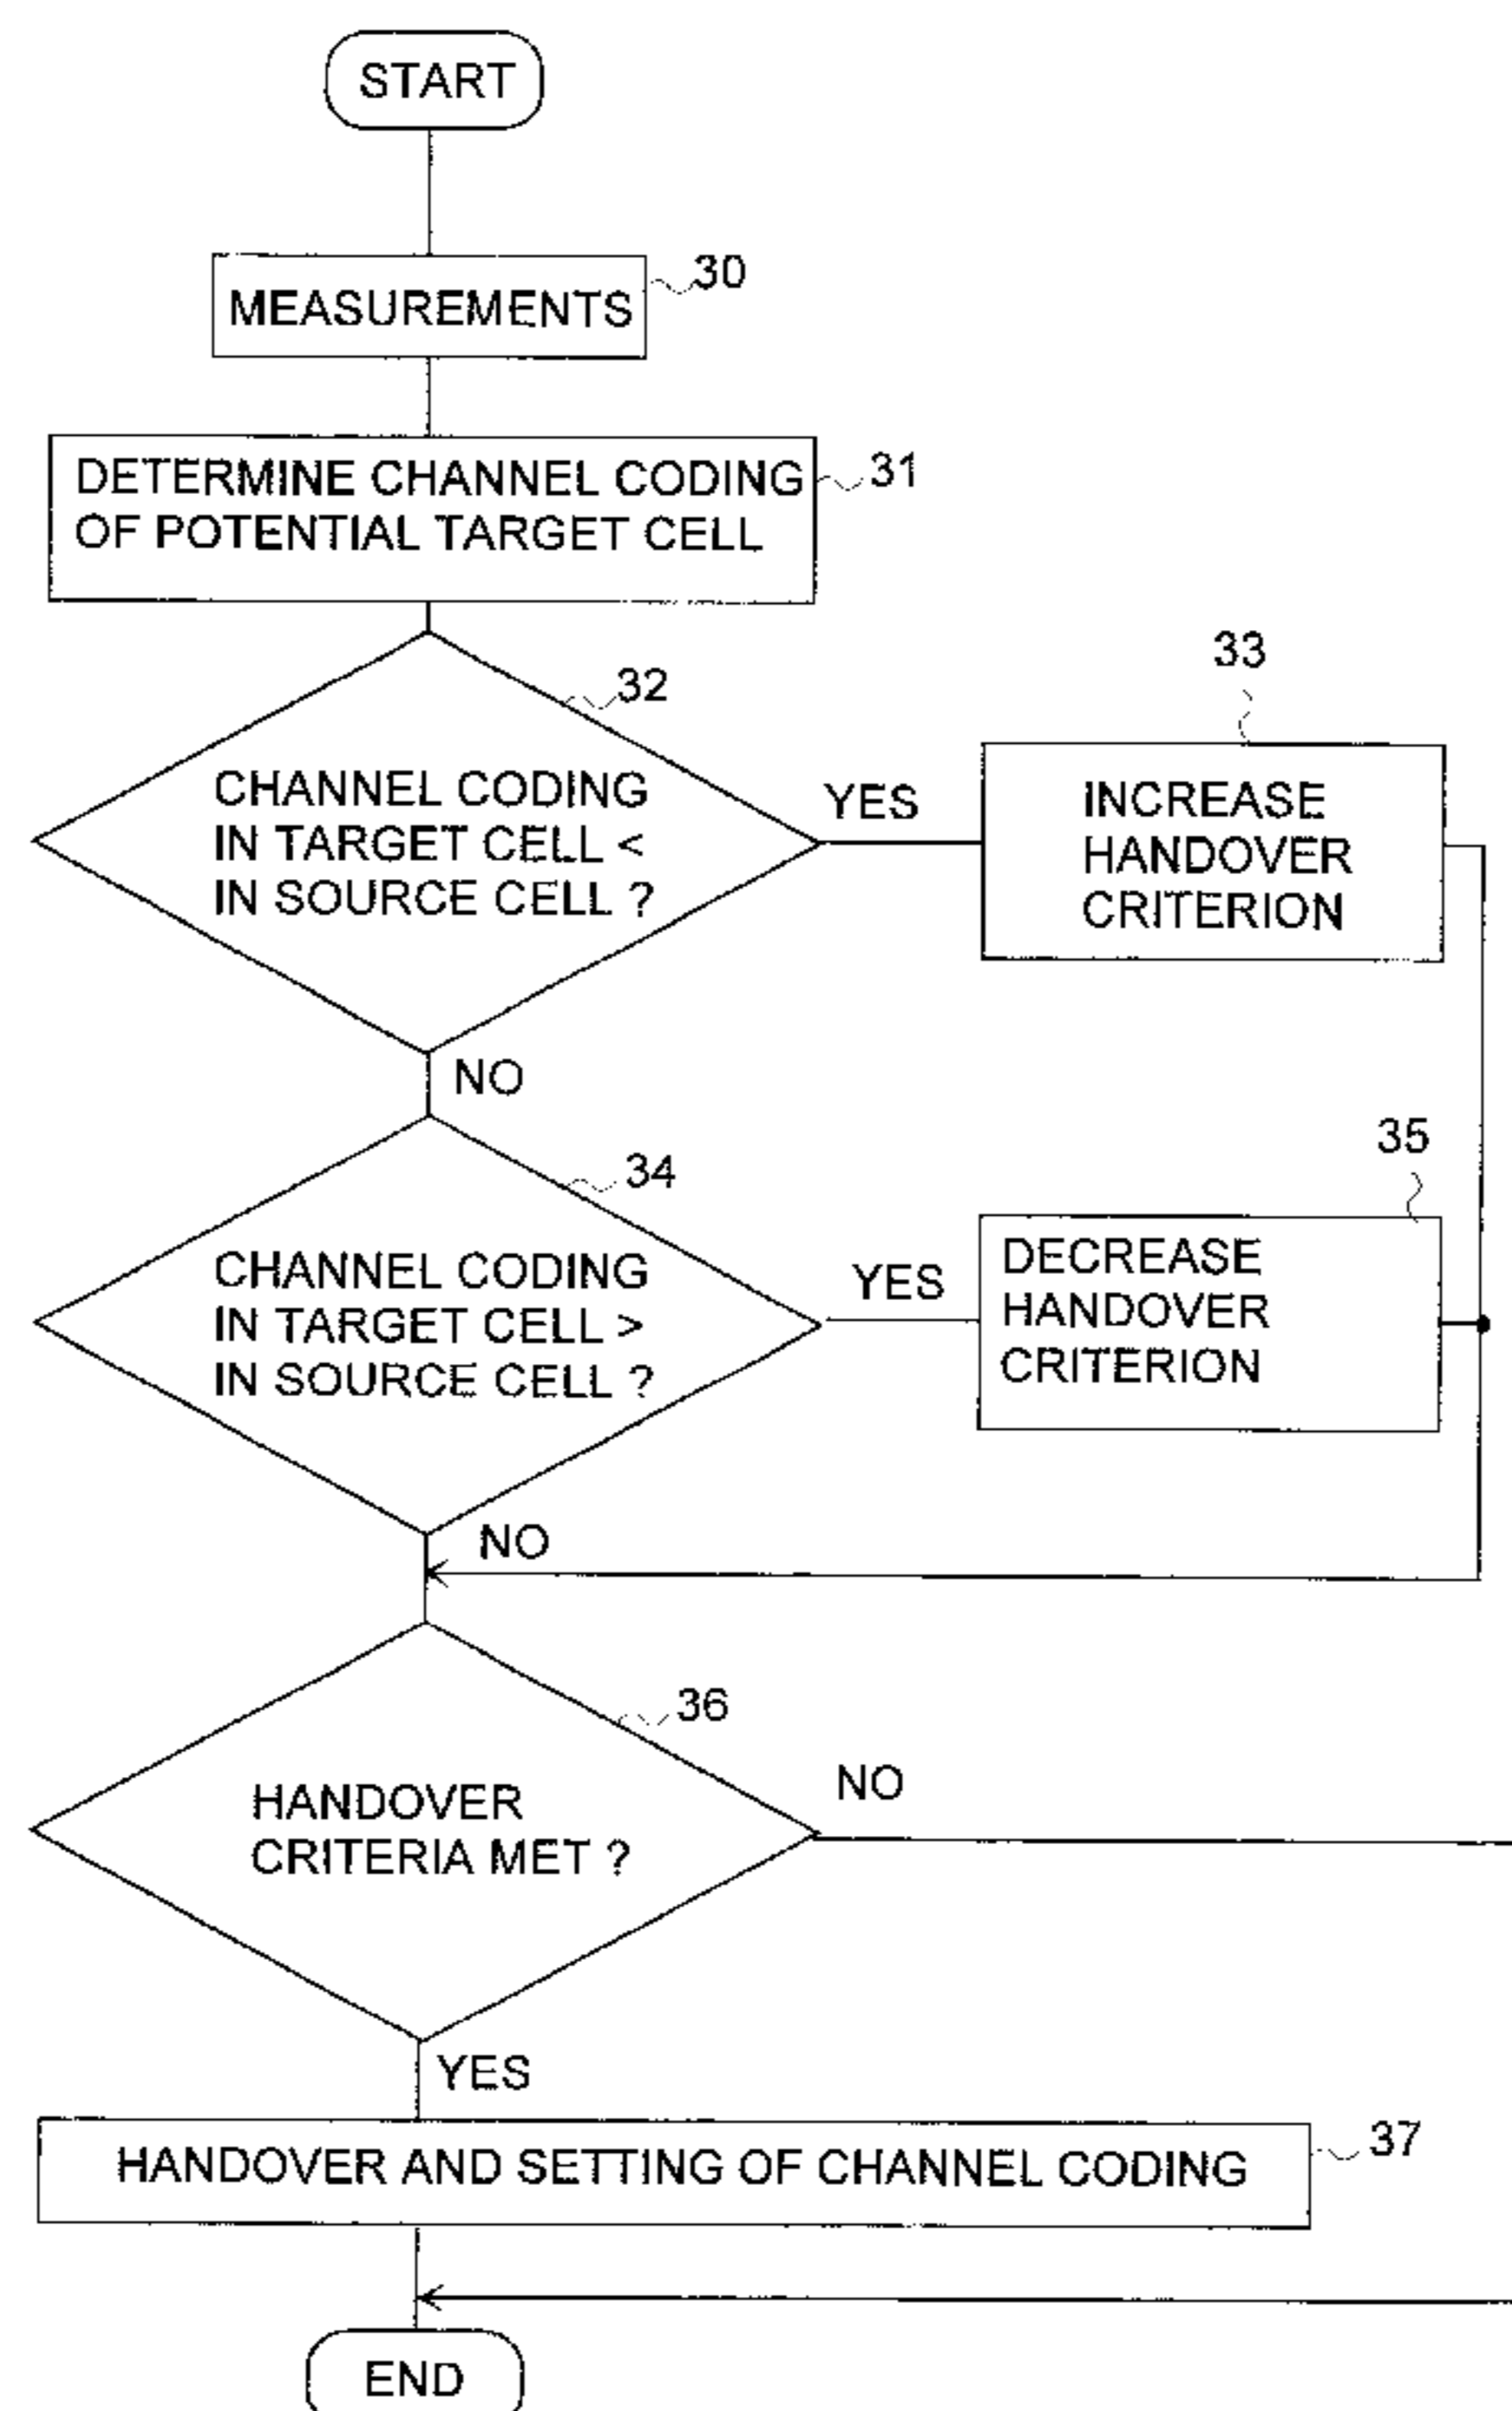 START
MEASUREMENTS
30
DETERMINE CHANNEL CODING
OF POTENTIAL TARGET CELL
31
32
CHANNEL CODING
IN TARGET CELL <
IN SOURCE CELL ?
YES
33
INCREASE
HANDOVER
CRITERION
NO
34
CHANNEL CODING
IN TARGET CELL >
IN SOURCE CELL ?
YES
35
DECREASE
HANDOVER
CRITERION
NO
36
HANDOVER
CRITERIA MET ?
NO
YES
HANDOVER AND SETTING OF CHANNEL CODING
37
END